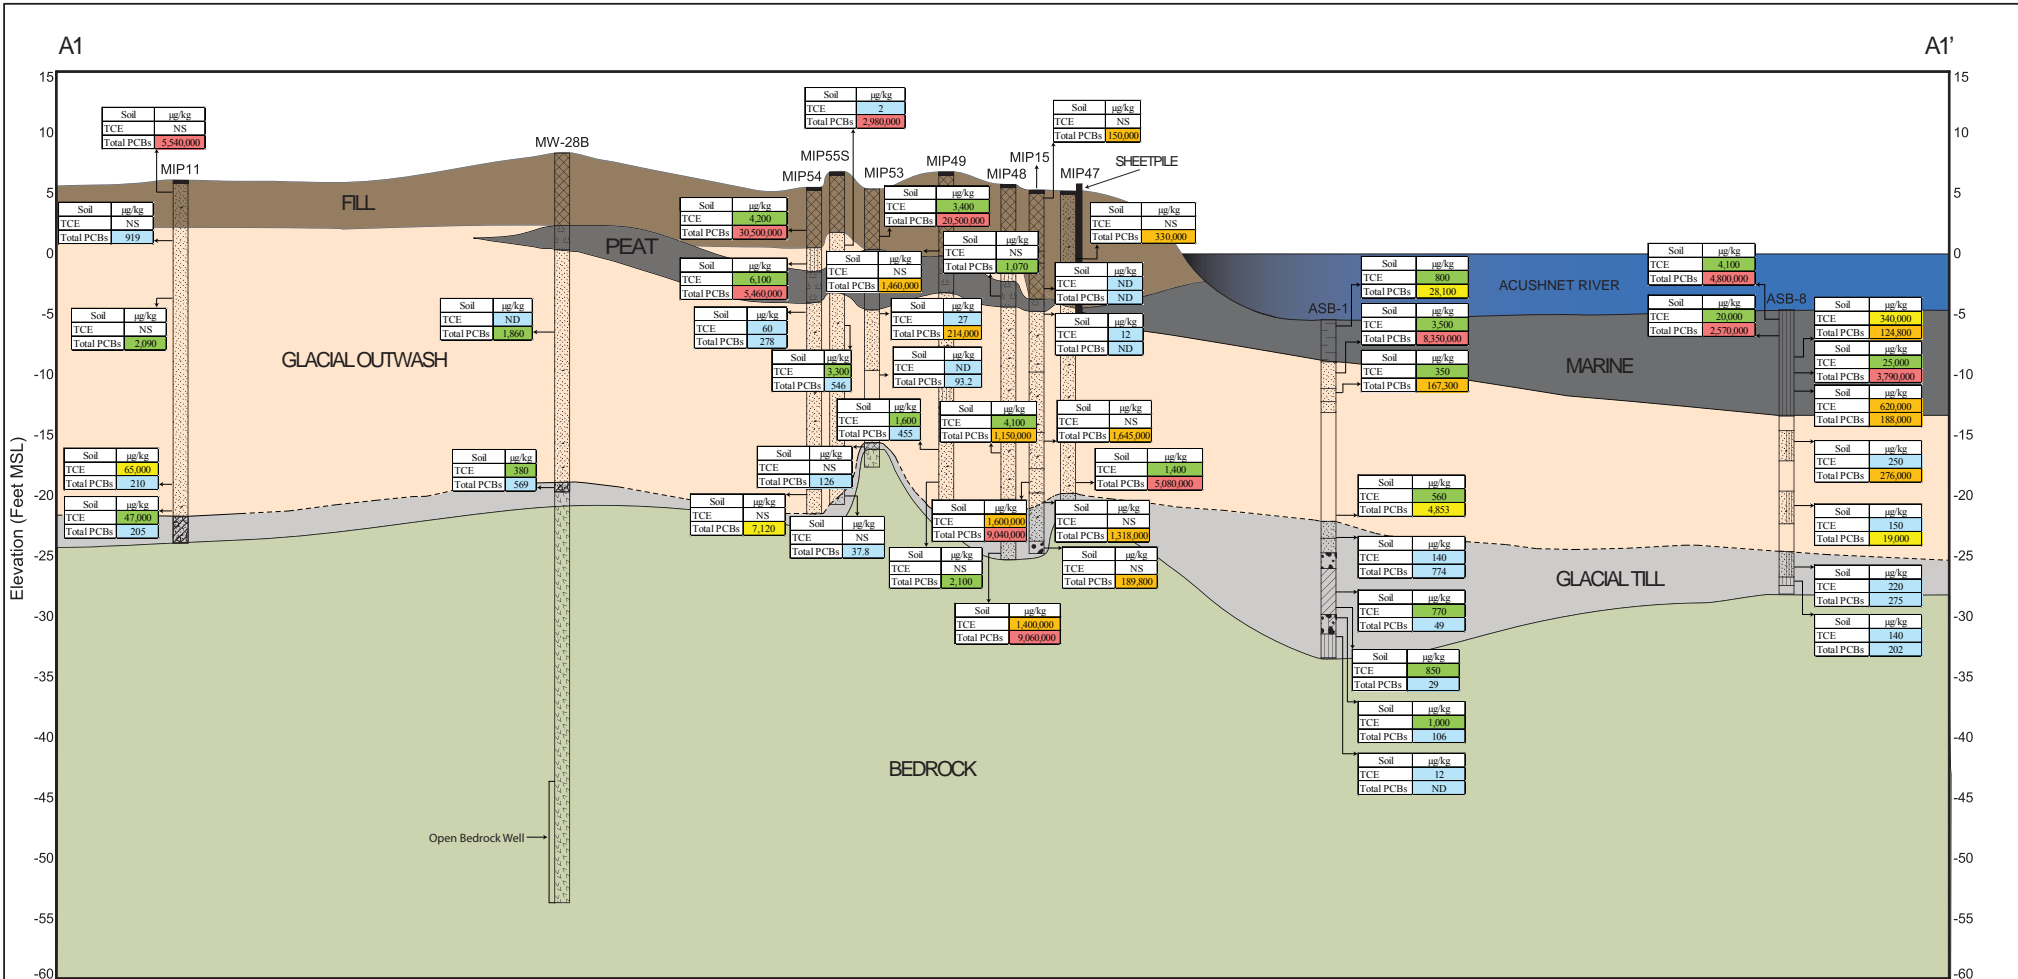 A1
A1'
15
10
5
0
-5
-10
-15
-20
-25
-30
-35
-40
-45
-50
-55
-60
Elevation (Feet MSL)
15
10
5
0
-5
-10
-15
-20
-25
-30
-35
-40
-45
-50
-55
-60
MIP11
MW-28B
MIP54
MIP55S
MIP53
MIP49
MIP48
MIP15
MIP47
SHEETPILE
ASB-1
ASB-8
FILL
PEAT
GLACIAL OUTWASH
ACUSHNET RIVER
MARINE
GLACIAL TILL
BEDROCK
Open Bedrock Well
Soil µg/kg
TCE NS
Total PCBs 5,540,000
Soil µg/kg
TCE NS
Total PCBs 919
Soil µg/kg
TCE NS
Total PCBs 2,090
Soil µg/kg
TCE 65,000
Total PCBs 210
Soil µg/kg
TCE 47,000
Total PCBs 205
Soil µg/kg
TCE ND
Total PCBs 1,860
Soil µg/kg
TCE 380
Total PCBs 569
Soil µg/kg
TCE 4,200
Total PCBs 30,500,000
Soil µg/kg
TCE 6,100
Total PCBs 5,460,000
Soil µg/kg
TCE 60
Total PCBs 278
Soil µg/kg
TCE 3,300
Total PCBs 546
Soil µg/kg
TCE NS
Total PCBs 7,120
Soil µg/kg
TCE NS
Total PCBs 126
Soil µg/kg
TCE NS
Total PCBs 37.8
Soil µg/kg
TCE 2
Total PCBs 2,980,000
Soil µg/kg
TCE 3,400
Total PCBs 20,500,000
Soil µg/kg
TCE NS
Total PCBs 1,460,000
Soil µg/kg
TCE NS
Total PCBs 1,070
Soil µg/kg
TCE 27
Total PCBs 214,000
Soil µg/kg
TCE ND
Total PCBs 93.2
Soil µg/kg
TCE 1,600
Total PCBs 455
Soil µg/kg
TCE 4,100
Total PCBs 1,150,000
Soil µg/kg
TCE 1,600,000
Total PCBs 9,040,000
Soil µg/kg
TCE NS
Total PCBs 2,100
Soil µg/kg
TCE 1,400,000
Total PCBs 9,060,000
Soil µg/kg
TCE NS
Total PCBs 150,000
Soil µg/kg
TCE NS
Total PCBs 330,000
Soil µg/kg
TCE ND
Total PCBs ND
Soil µg/kg
TCE 12
Total PCBs ND
Soil µg/kg
TCE NS
Total PCBs 1,645,000
Soil µg/kg
TCE 1,400
Total PCBs 5,080,000
Soil µg/kg
TCE NS
Total PCBs 1,318,000
Soil µg/kg
TCE NS
Total PCBs 189,800
Soil µg/kg
TCE 800
Total PCBs 28,100
Soil µg/kg
TCE 3,500
Total PCBs 8,350,000
Soil µg/kg
TCE 350
Total PCBs 167,300
Soil µg/kg
TCE 560
Total PCBs 4,853
Soil µg/kg
TCE 140
Total PCBs 774
Soil µg/kg
TCE 770
Total PCBs 49
Soil µg/kg
TCE 850
Total PCBs 29
Soil µg/kg
TCE 1,000
Total PCBs 106
Soil µg/kg
TCE 12
Total PCBs ND
Soil µg/kg
TCE 4,100
Total PCBs 4,800,000
Soil µg/kg
TCE 20,000
Total PCBs 2,570,000
Soil µg/kg
TCE 340,000
Total PCBs 124,800
Soil µg/kg
TCE 25,000
Total PCBs 3,790,000
Soil µg/kg
TCE 620,000
Total PCBs 188,000
Soil µg/kg
TCE 250
Total PCBs 276,000
Soil µg/kg
TCE 150
Total PCBs 19,000
Soil µg/kg
TCE 220
Total PCBs 275
Soil µg/kg
TCE 140
Total PCBs 202